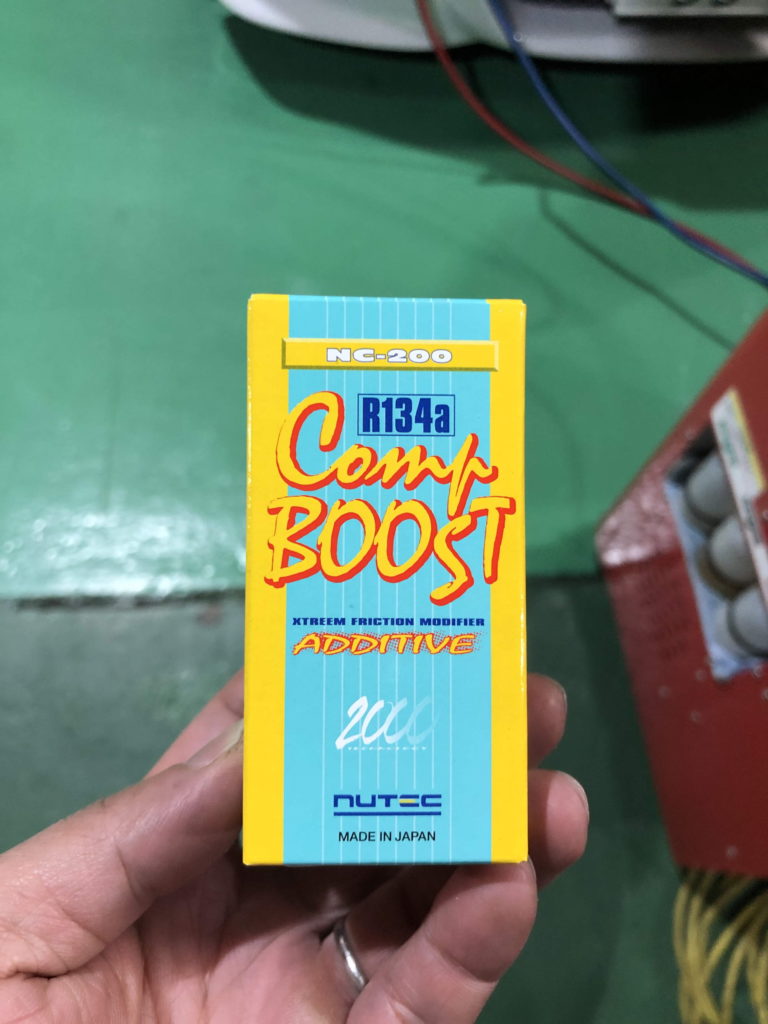 NC-200
R134a
Comp
BOOST
XTREEM FRICTION MODIFIER
ADDITIVE
2000
NUTEC
MADE IN JAPAN